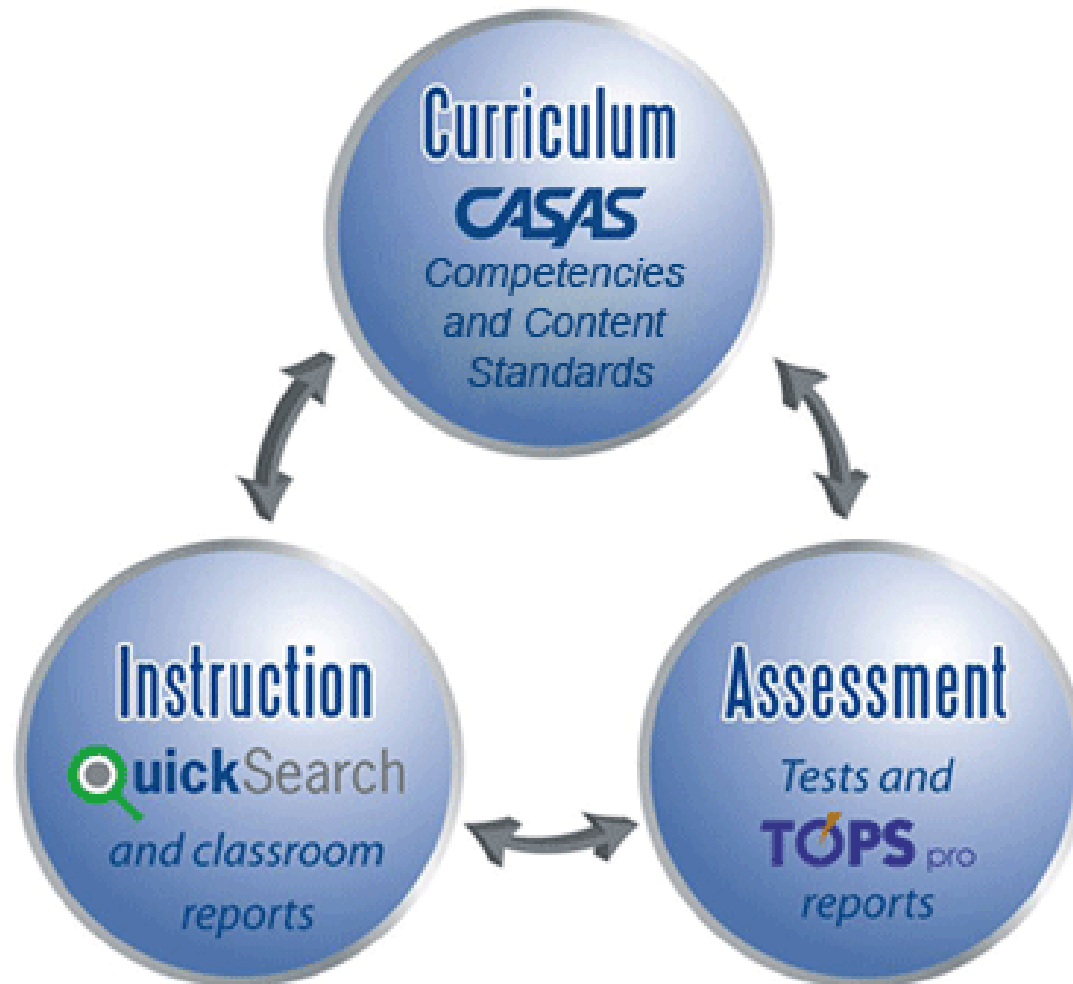 Curriculum
CASAS
Competencies
and Content
Standards
Instruction
QuickSearch
and classroom
reports
Assessment
Tests and
TOPS pro
reports